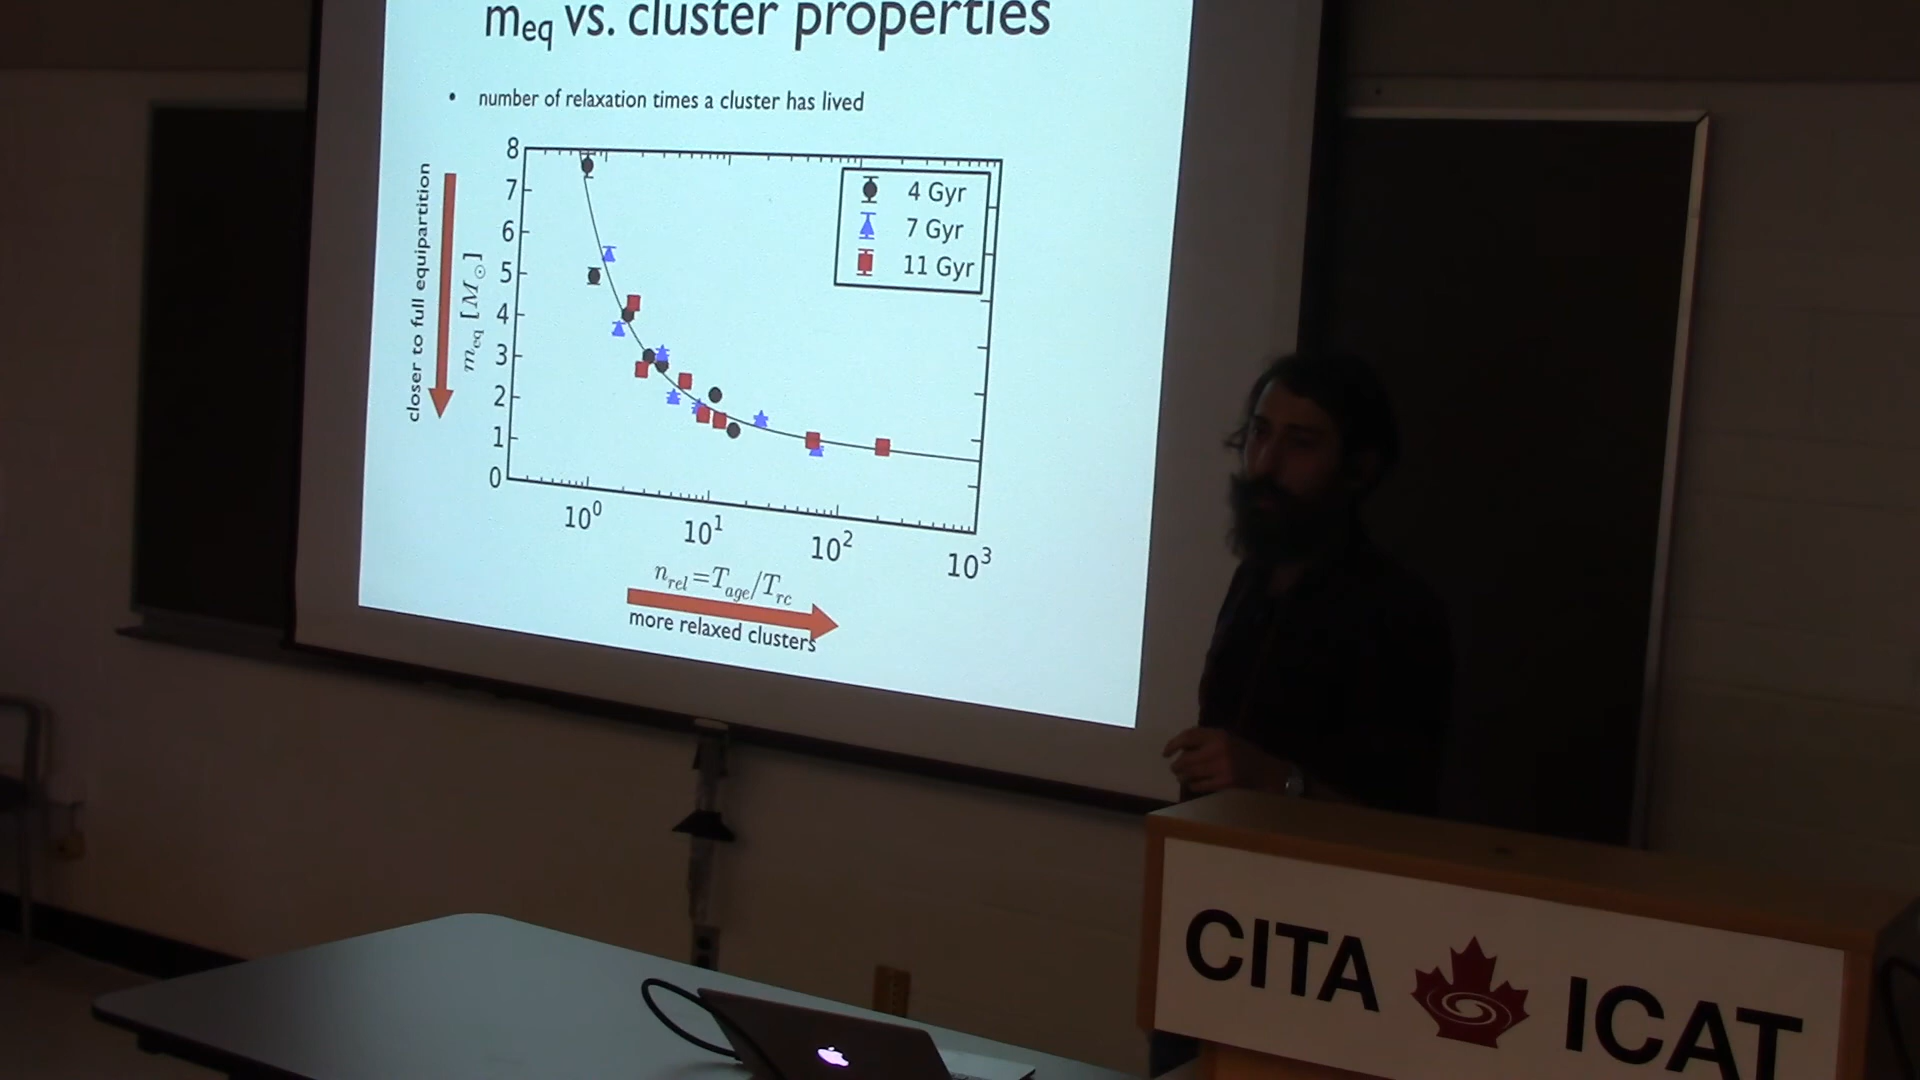 m_eq vs. cluster properties
• number of relaxation times a cluster has lived
closer to full equipartition
m_eq [M_⊙]
8
7
6
5
4
3
2
1
0
4 Gyr
7 Gyr
11 Gyr
10^0
10^1
10^2
10^3
n_rel=T_age/T_rc
more relaxed clusters
CITA ICAT